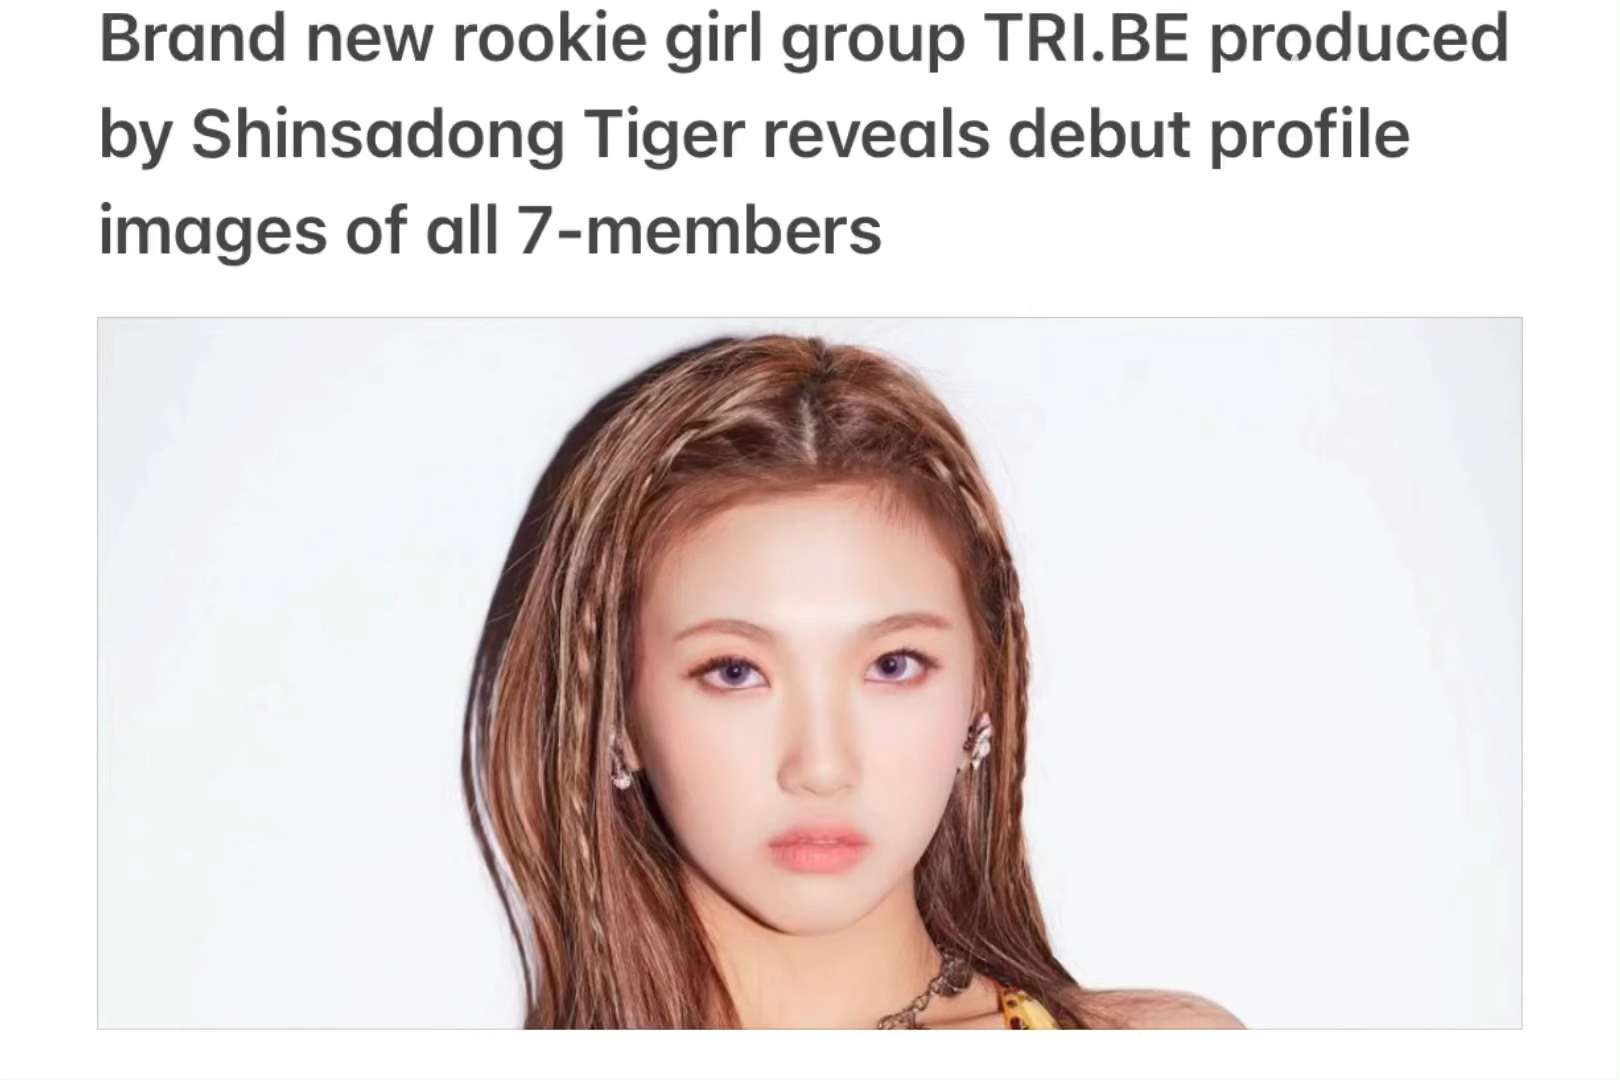 Brand new rookie girl group TRI.BE produced
by Shinsadong Tiger reveals debut profile
images of all 7-members